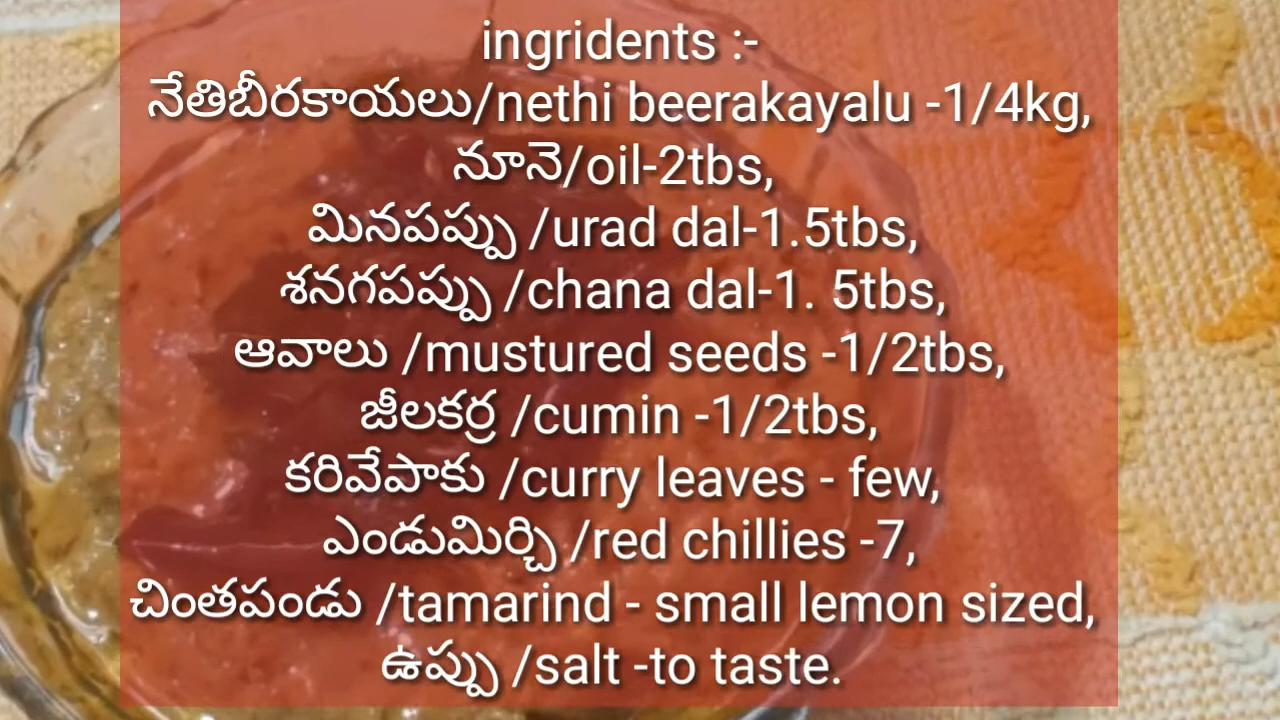 ingridents :-
నేతిబీరకాయలు/nethi beerakayalu -1/4kg,
నూనె/oil-2tbs,
మినపప్పు /urad dal-1.5tbs,
శనగపప్పు /chana dal-1. 5tbs,
ఆవాలు /mustured seeds -1/2tbs,
జీలకర్ర /cumin -1/2tbs,
కరివేపాకు /curry leaves - few,
ఎండుమిర్చి /red chillies -7,
చింతపండు /tamarind - small lemon sized,
ఉప్పు /salt -to taste.